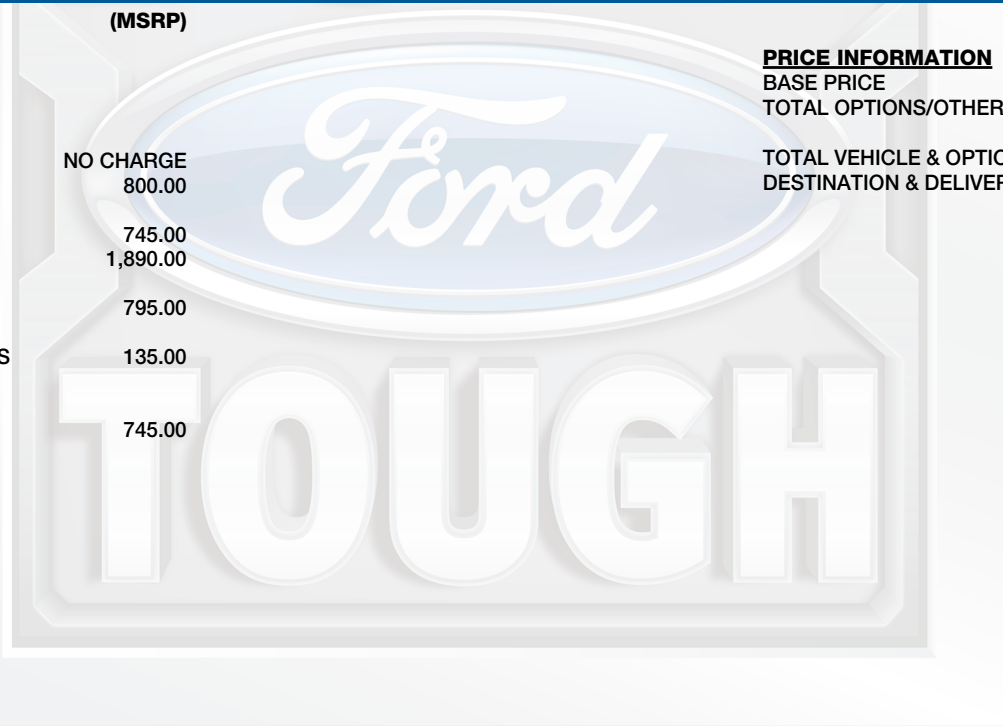 (MSRP)
NO CHARGE
800.00
745.00
1,890.00
795.00
S 135.00
745.00
PRICE INFORMATION
BASE PRICE
TOTAL OPTIONS/OTHER
TOTAL VEHICLE & OPTIO
DESTINATION & DELIVER
Ford
TOUGH